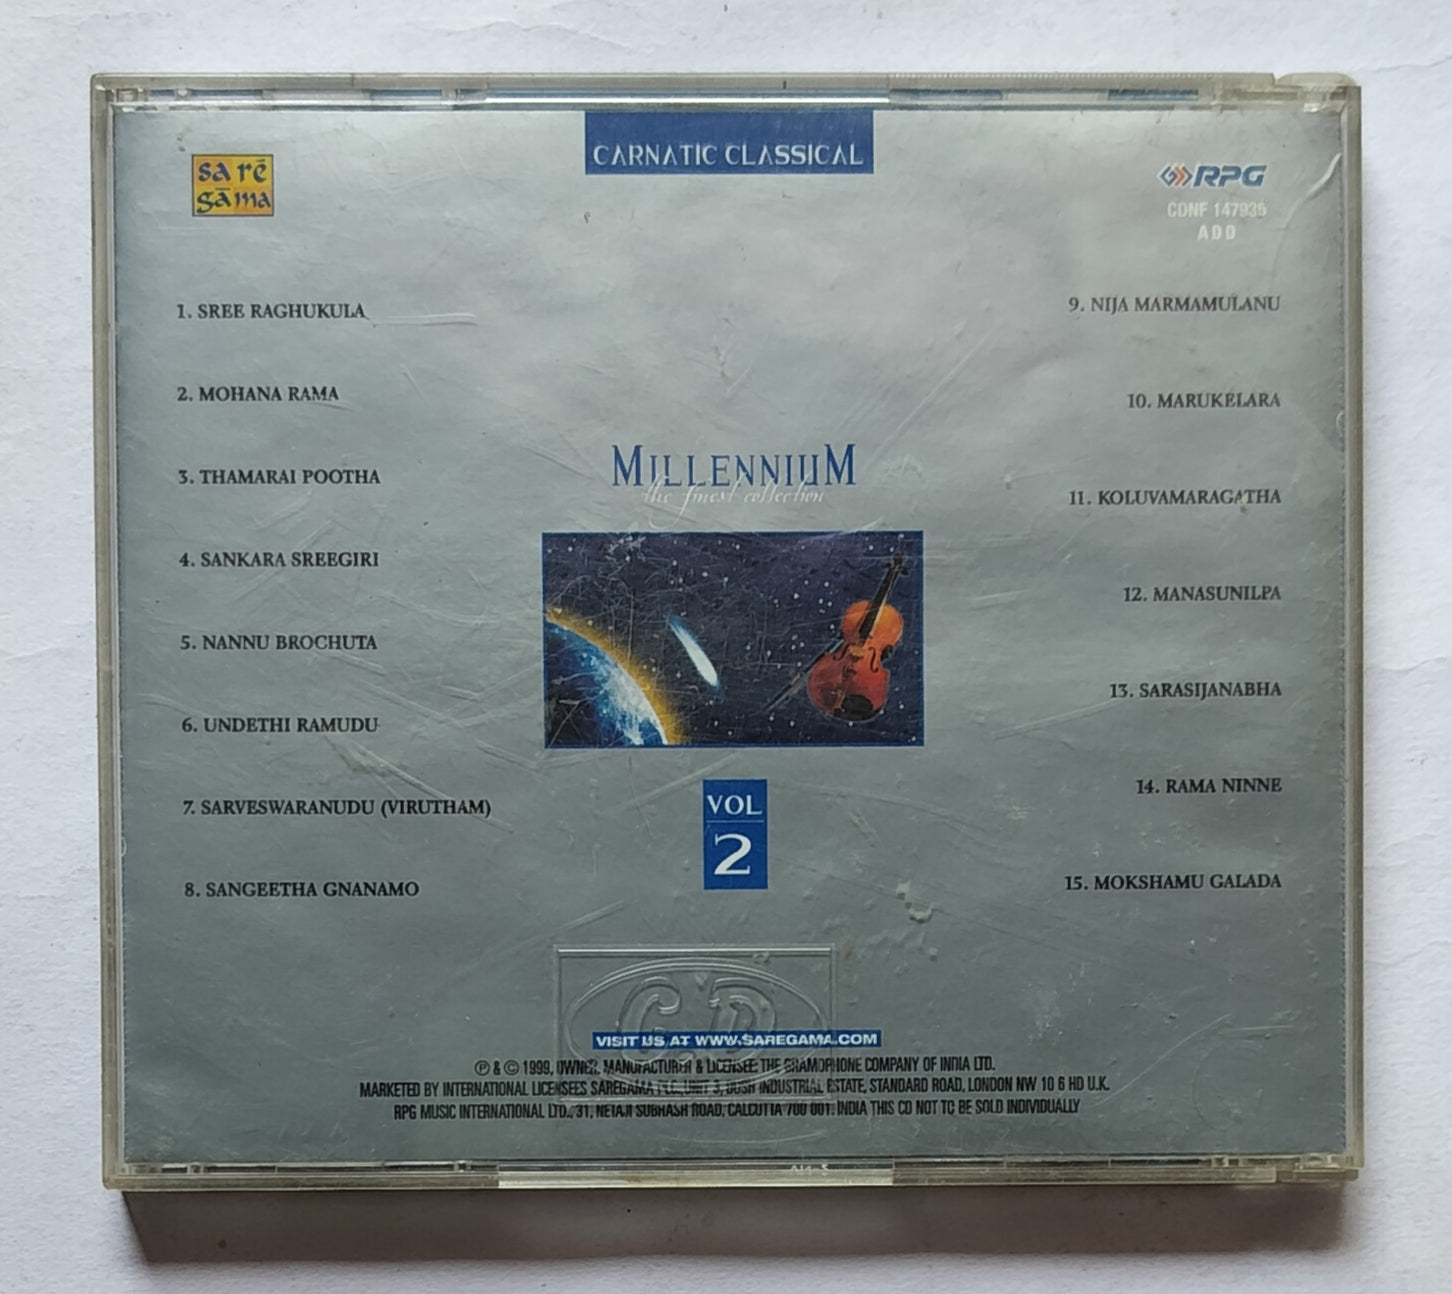 CARNATIC CLASSICAL
sa rē
gāma
RPG
CDNF 147935
ADD
1. SREE RAGHUKULA
2. MOHANA RAMA
3. THAMARAI POOTHA
4. SANKARA SREEGIRI
5. NANNU BROCHUTA
6. UNDETHI RAMUDU
7. SARVESWARANUDU (VIRUTHAM)
8. SANGEETHA GNANAMO
MILLENNIUM
the finest collection
VOL
2
9. NIJA MARMAMULANU
10. MARUKELARA
11. KOLUVAMARAGATHA
12. MANASUNILPA
13. SARASIJANABHA
14. RAMA NINNE
15. MOKSHAMU GALADA
CD
VISIT US AT WWW.SAREGAMA.COM
℗ & © 1999, OWNER, MANUFACTURER & LICENSEE: THE GRAMOPHONE COMPANY OF INDIA LTD.
MARKETED BY INTERNATIONAL LICENSEES SAREGAMA PLC, UNIT 3, INDUSTRIAL ESTATE, STANDARD ROAD, LONDON NW 10 6 HD U.K.
RPG MUSIC INTERNATIONAL LTD., 31, NETAJI SUBHASH ROAD, CALCUTTA 700 001. INDIA THIS CD NOT TO BE SOLD INDIVIDUALLY